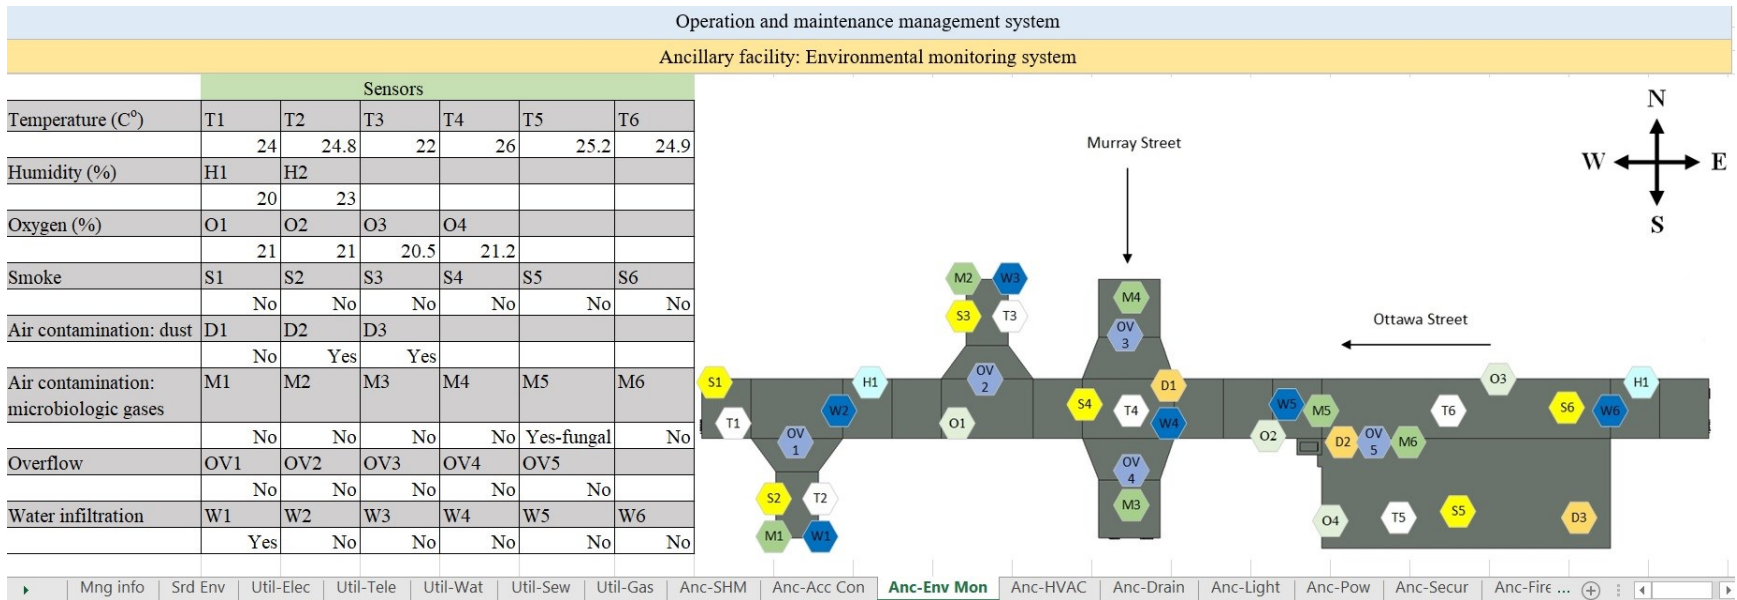 Operation and maintenance management system
Ancillary facility: Environmental monitoring system
Sensors
Temperature (C°) T1 T2 T3 T4 T5 T6
24 24.8 22 26 25.2 24.9
Humidity (%) H1 H2
20 23
Oxygen (%) O1 O2 O3 O4
21 21 20.5 21.2
Smoke S1 S2 S3 S4 S5 S6
No No No No No No
Air contamination: dust D1 D2 D3
No Yes Yes
Air contamination: M1 M2 M3 M4 M5 M6
microbiologic gases
No No No No Yes-fungal No
Overflow OV1 OV2 OV3 OV4 OV5
No No No No No
Water infiltration W1 W2 W3 W4 W5 W6
Yes No No No No No
N
W E
S
Murray Street
Ottawa Street
M2 W3
S3 T3
M4
OV
3
S1 H1 OV
2
D1 O3 H1
T1 W2 O1 S4 T4 W4 W5 M5 T6 S6 W6
OV
1
O2 D2 OV
5
M6
OV
4
S2 T2 M3
M1 W1
O4 T5 S5 D3
Mng info Srd Env Util-Elec Util-Tele Util-Wat Util-Sew Util-Gas Anc-SHM Anc-Acc Con Anc-Env Mon Anc-HVAC Anc-Drain Anc-Light Anc-Pow Anc-Secur Anc-Fire ...